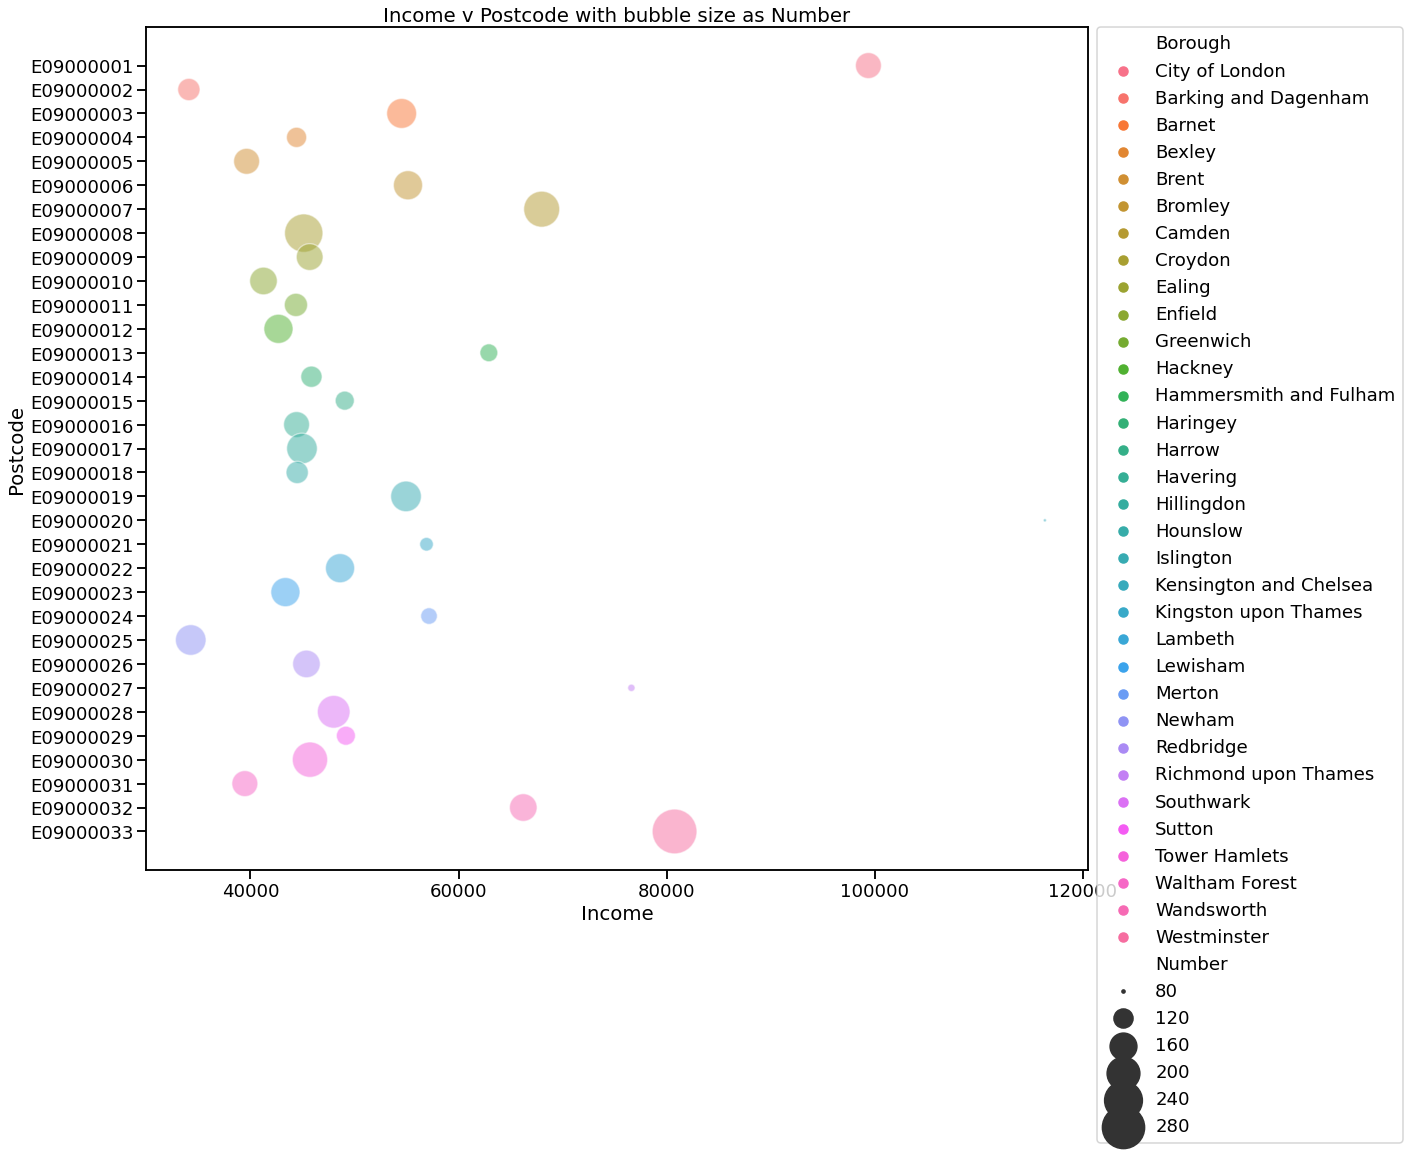 Income v Postcode with bubble size as Number
Postcode
E09000001
E09000002
E09000003
E09000004
E09000005
E09000006
E09000007
E09000008
E09000009
E09000010
E09000011
E09000012
E09000013
E09000014
E09000015
E09000016
E09000017
E09000018
E09000019
E09000020
E09000021
E09000022
E09000023
E09000024
E09000025
E09000026
E09000027
E09000028
E09000029
E09000030
E09000031
E09000032
E09000033
40000 60000 80000 100000 120000
Income
Borough
City of London
Barking and Dagenham
Barnet
Bexley
Brent
Bromley
Camden
Croydon
Ealing
Enfield
Greenwich
Hackney
Hammersmith and Fulham
Haringey
Harrow
Havering
Hillingdon
Hounslow
Islington
Kensington and Chelsea
Kingston upon Thames
Lambeth
Lewisham
Merton
Newham
Redbridge
Richmond upon Thames
Southwark
Sutton
Tower Hamlets
Waltham Forest
Wandsworth
Westminster
Number
80
120
160
200
240
280